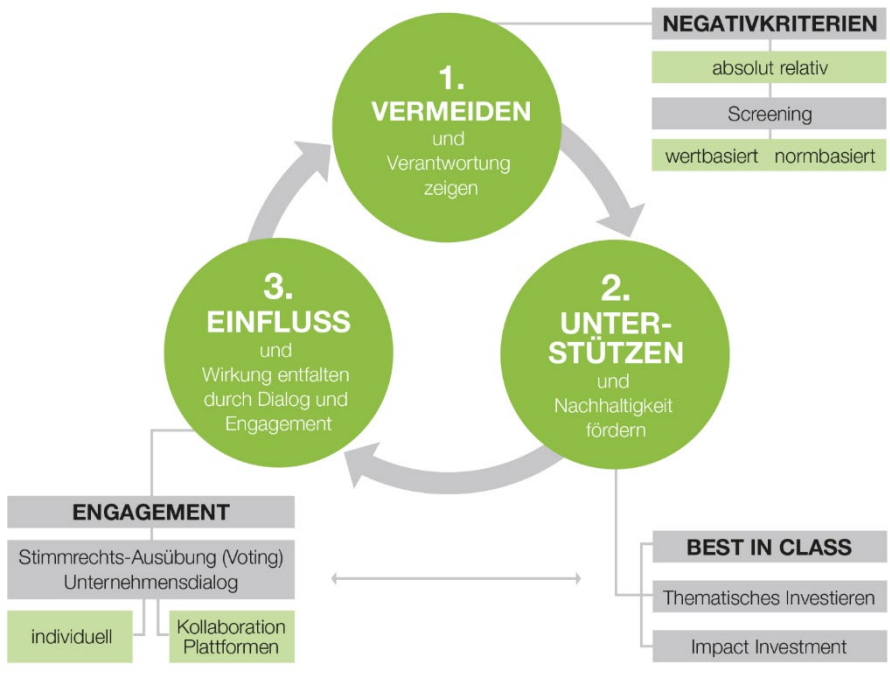 1.
VERMEIDEN
und
Verantwortung
zeigen
NEGATIVKRITERIEN
absolut relativ
Screening
wertbasiert normbasiert
2.
UNTER-
STÜTZEN
und
Nachhaltigkeit
fördern
BEST IN CLASS
Thematisches Investieren
Impact Investment
3.
EINFLUSS
und
Wirkung entfalten
durch Dialog und
Engagement
ENGAGEMENT
Stimmrechts-Ausübung (Voting)
Unternehmensdialog
individuell
Kollaboration
Plattformen